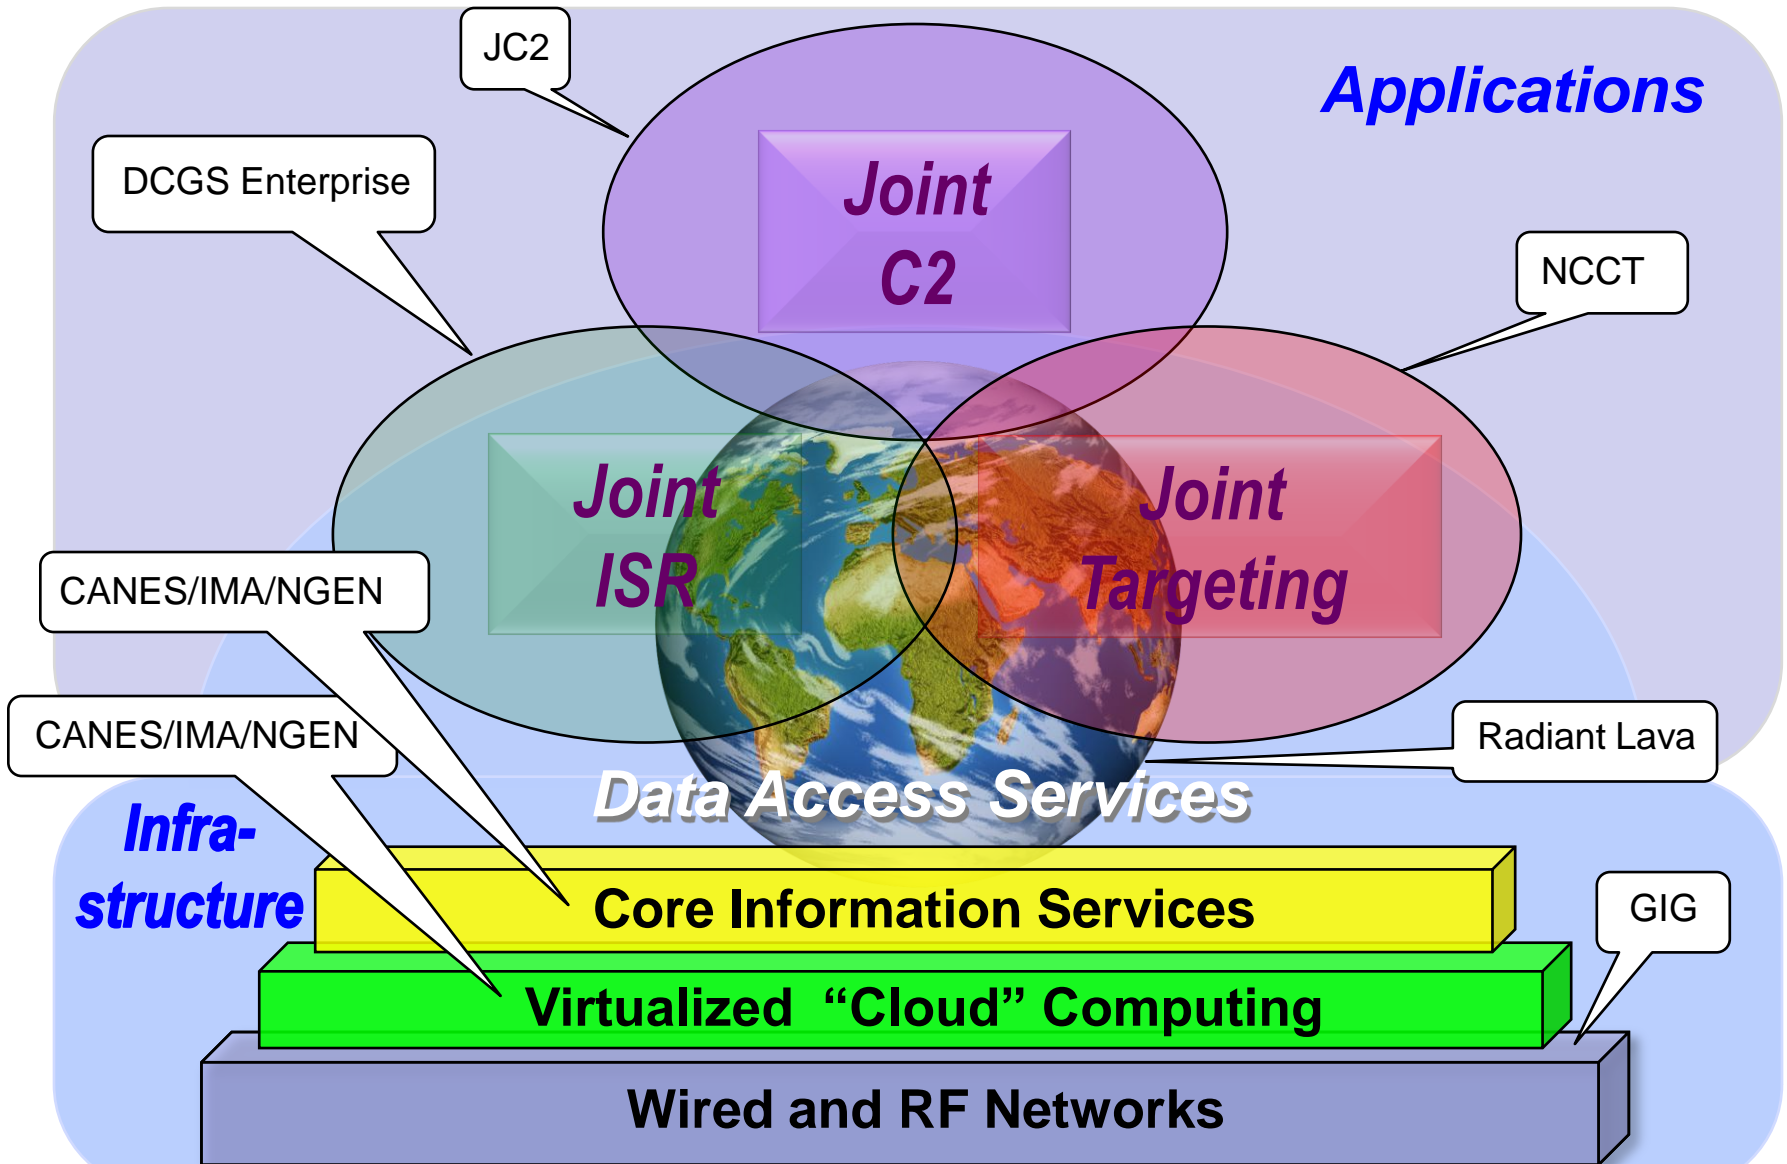 JC2
Applications
DCGS Enterprise
Joint
C2
NCCT
Joint
ISR
Joint
Targeting
CANES/IMA/NGEN
CANES/IMA/NGEN
Radiant Lava
Data Access Services
Infra-
structure
Core Information Services
GIG
Virtualized “Cloud” Computing
Wired and RF Networks